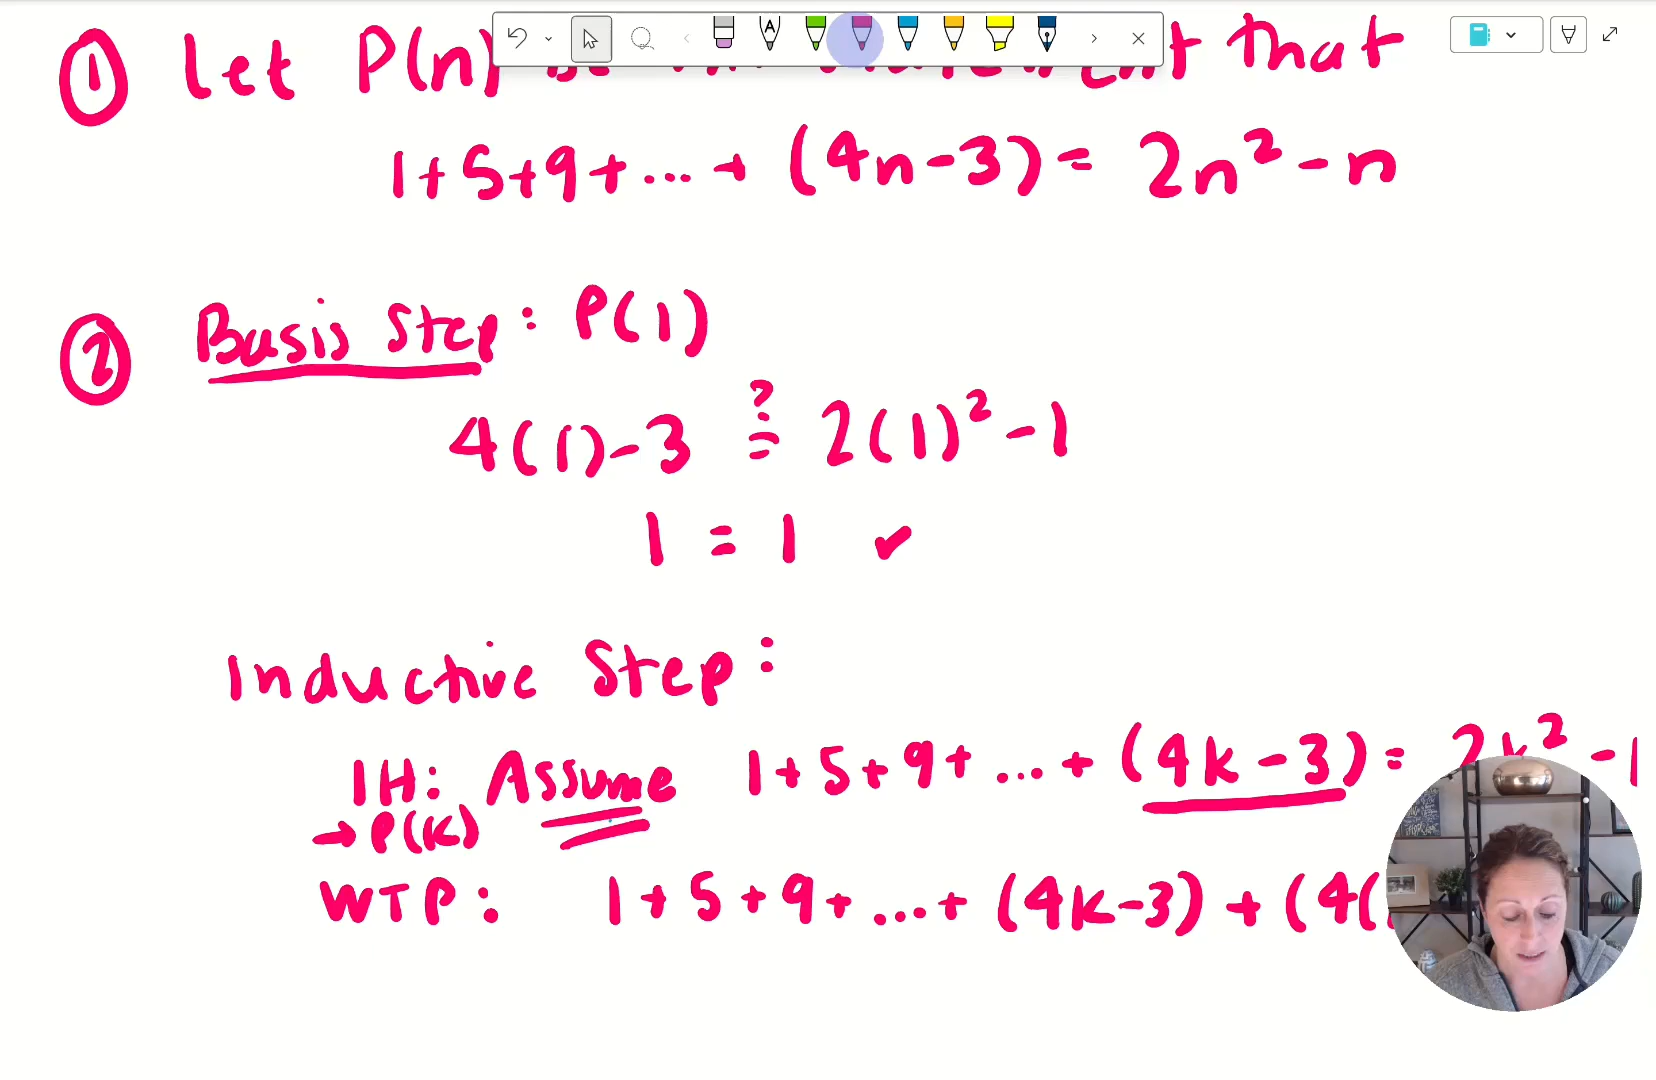 ① Let P(n) that
1+5+9+...+ (4n-3) = 2n² - n
② Basis Step: P(1)
4(1)-3 ≟ 2(1)² - 1
1 = 1 ✓
Inductive Step:
IH: Assume 1+5+9+...+ (4k-3) = 2k² -
→ P(k)
WTP: 1+5+9+...+ (4k-3) + (4(